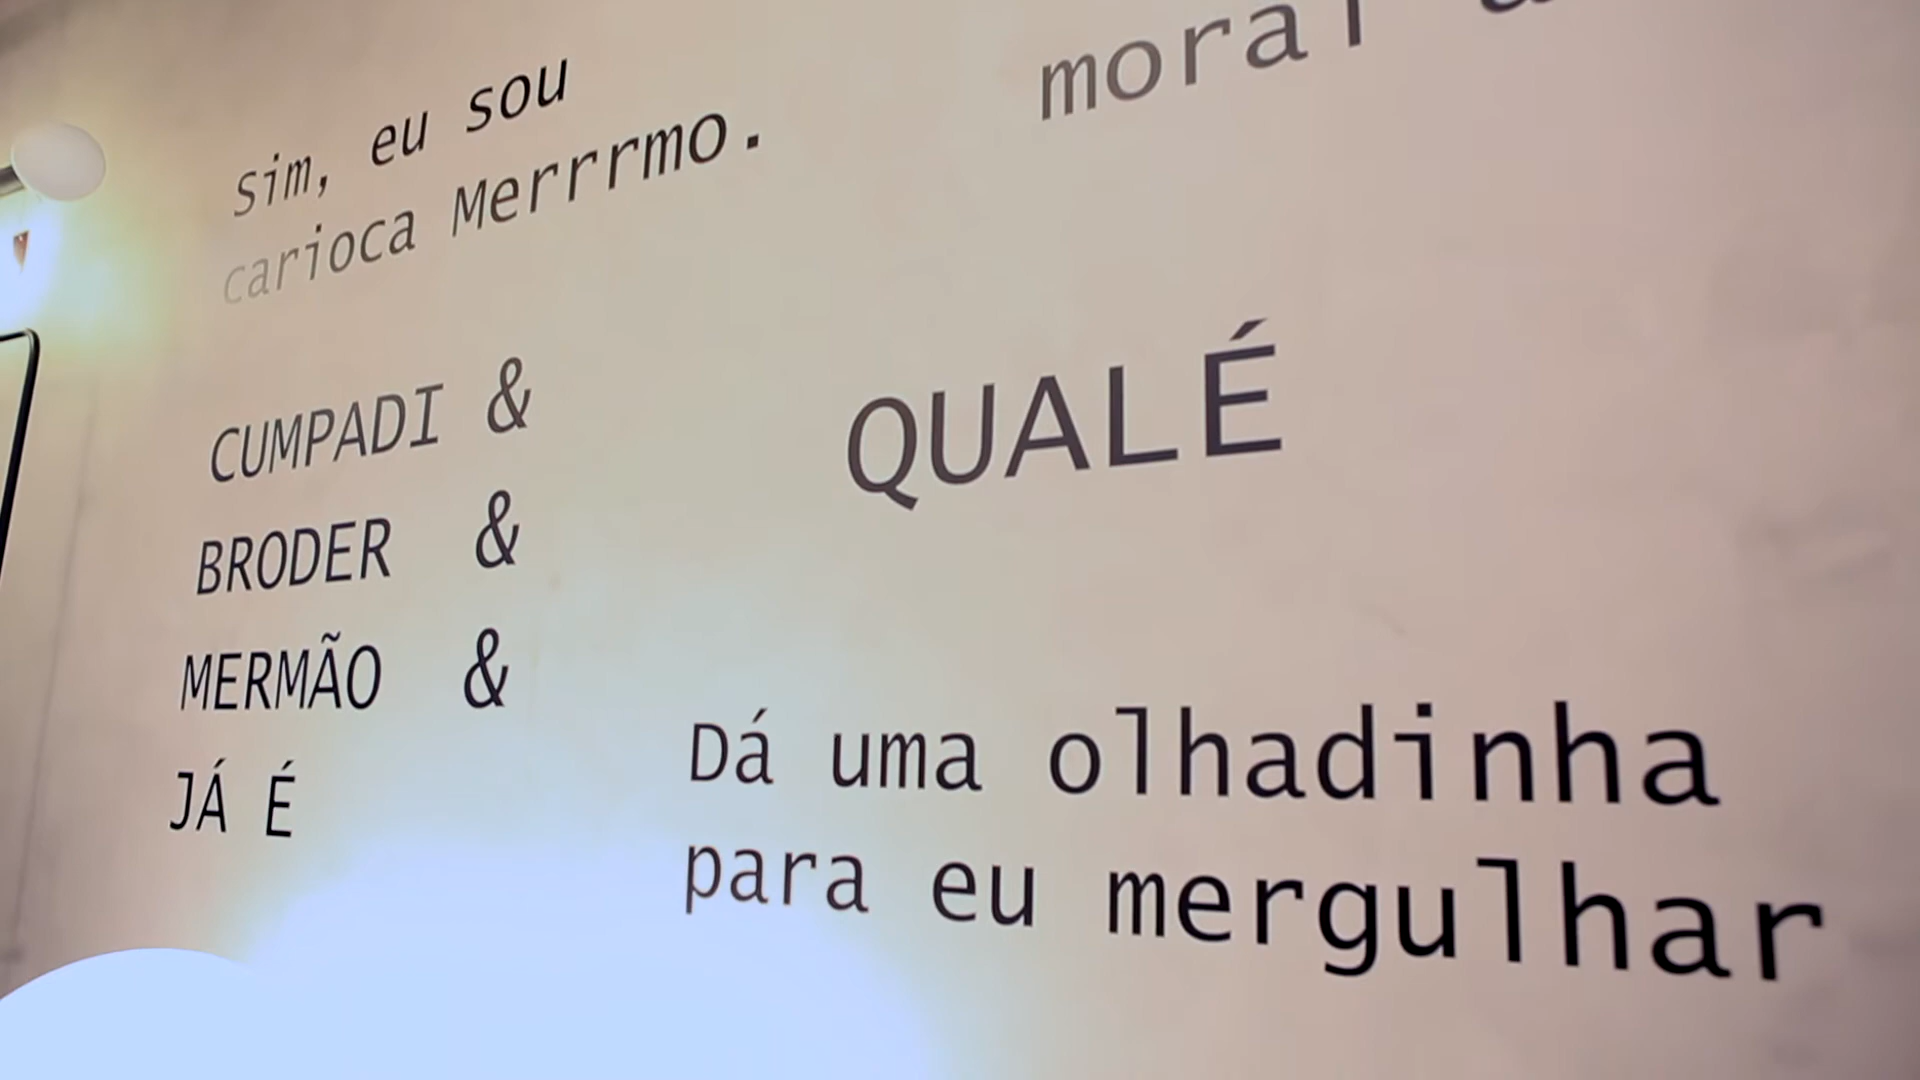 Sim, eu sou
carioca Merrrmo.
CUMPADI &
BRODER &
MERMÃO &
JÁ É
moral
QUALÉ
Dá uma olhadinha
para eu mergulhar